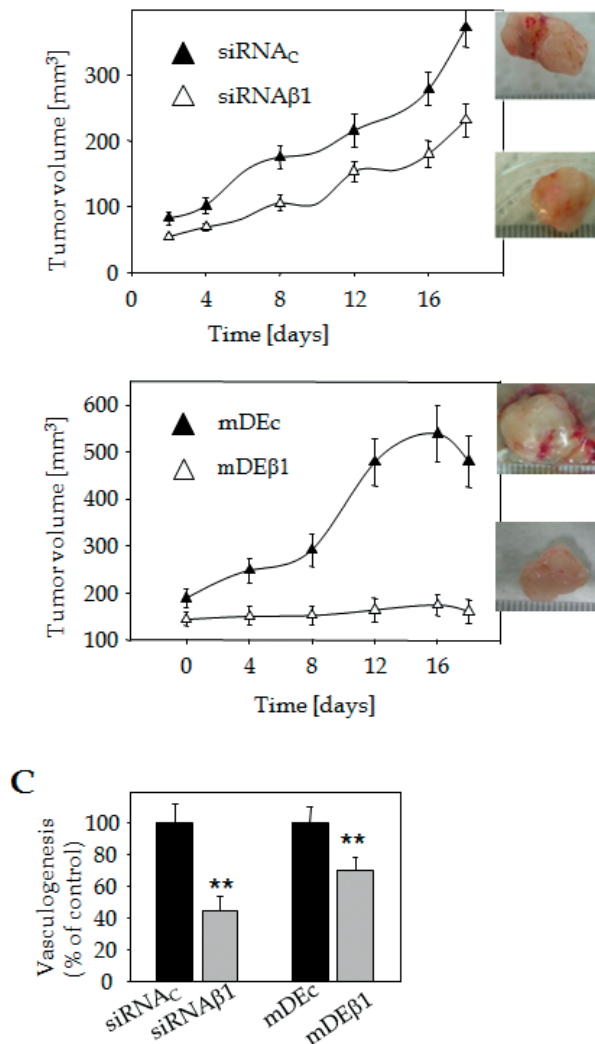 Tumor volume [mm³]
300
200
100
0
▲ siRNAC
△ siRNAβ1
0 4 8 12 16
Time [days]
Tumor volume [mm³]
600
500
400
300
200
100
▲ mDEc
△ mDEβ1
0 4 8 12 16
Time [days]
C
Vasculogenesis
(% of control)
100
80
60
40
20
0
**
**
siRNAC
siRNAβ1
mDEc
mDEβ1